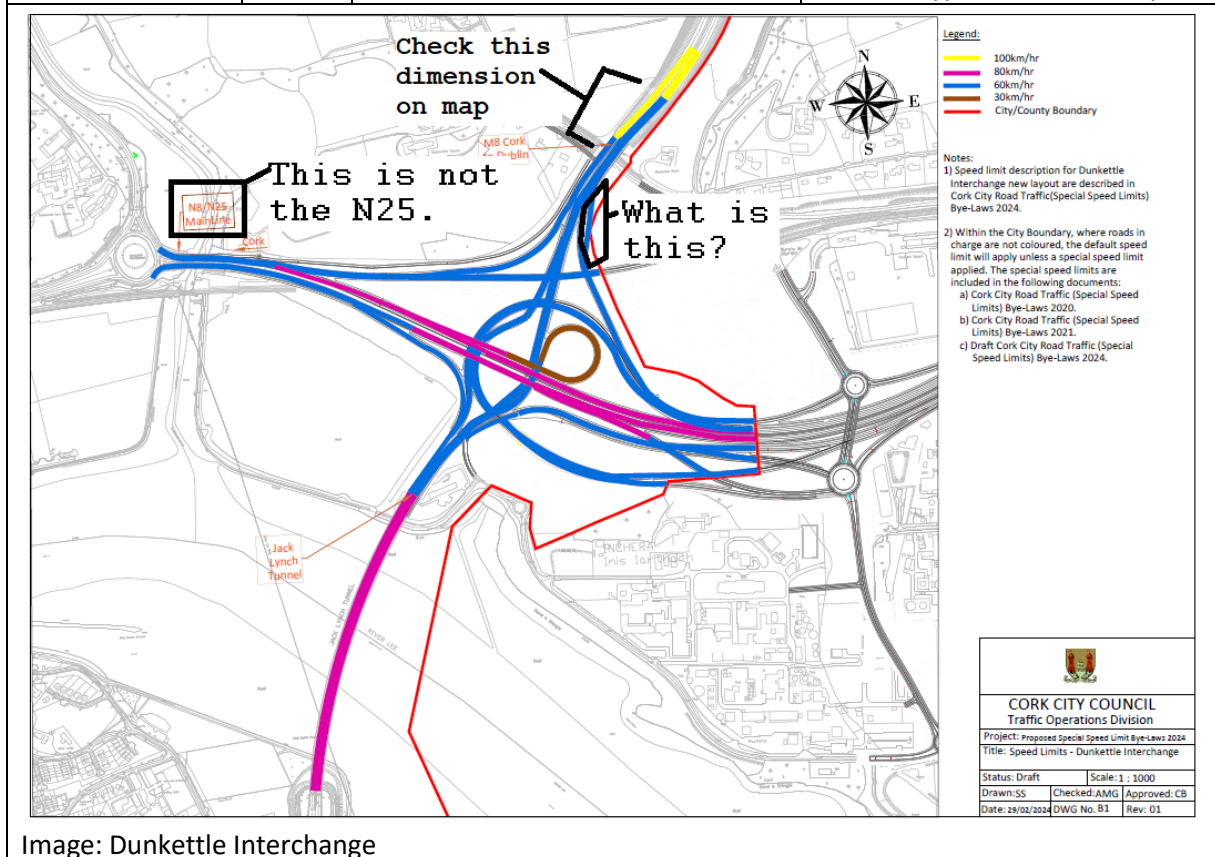 Check this
dimension
on map
M8 Cork
to Dublin
This is not
the N25.
N8/N25
MainLine
Cork
What is
this?
Jack
Lynch
Tunnel
JACK LYNCH TUNNEL
RIVER LEE
INCHERA
Legend:
100km/hr
80km/hr
60km/hr
30km/hr
City/County Boundary
N
W E
S
Notes:
1) Speed limit description for Dunkettle
Interchange new layout are described in
Cork City Road Traffic(Special Speed Limits)
Bye-Laws 2024.
2) Within the City Boundary, where roads in
charge are not coloured, the default speed
limit will apply unless a special speed limit
applied. The special speed limits are
included in the following documents:
a) Cork City Road Traffic (Special Speed
Limits) Bye-Laws 2020.
b) Cork City Road Traffic (Special Speed
Limits) Bye-Laws 2021.
c) Draft Cork City Road Traffic (Special
Speed Limits) Bye-Laws 2024.
CORK CITY COUNCIL
Traffic Operations Division
Project: Proposed Special Speed Limit Bye-Laws 2024
Title: Speed Limits - Dunkettle Interchange
Status: Draft Scale: 1 : 1000
Drawn:SS Checked:AMG Approved: CB
Date: 29/02/2024 DWG No. B1 Rev: 01
Image: Dunkettle Interchange